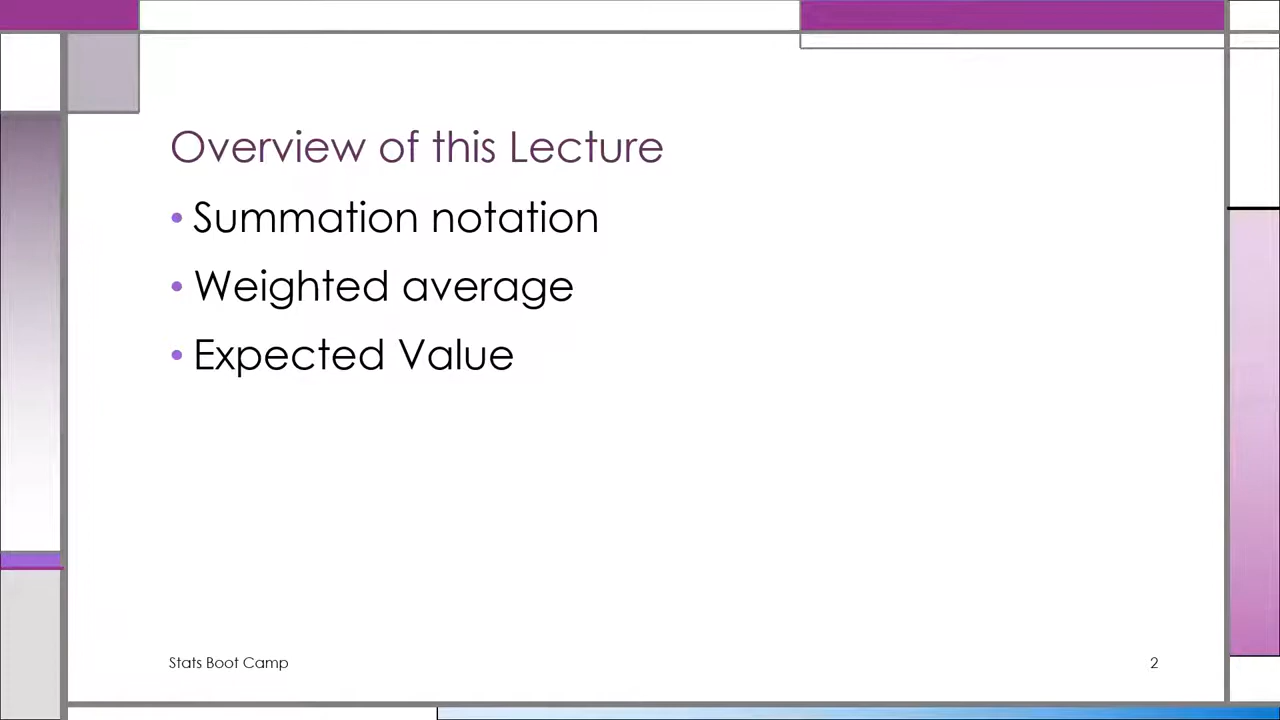 Overview of this Lecture
• Summation notation
• Weighted average
• Expected Value
Stats Boot Camp
2